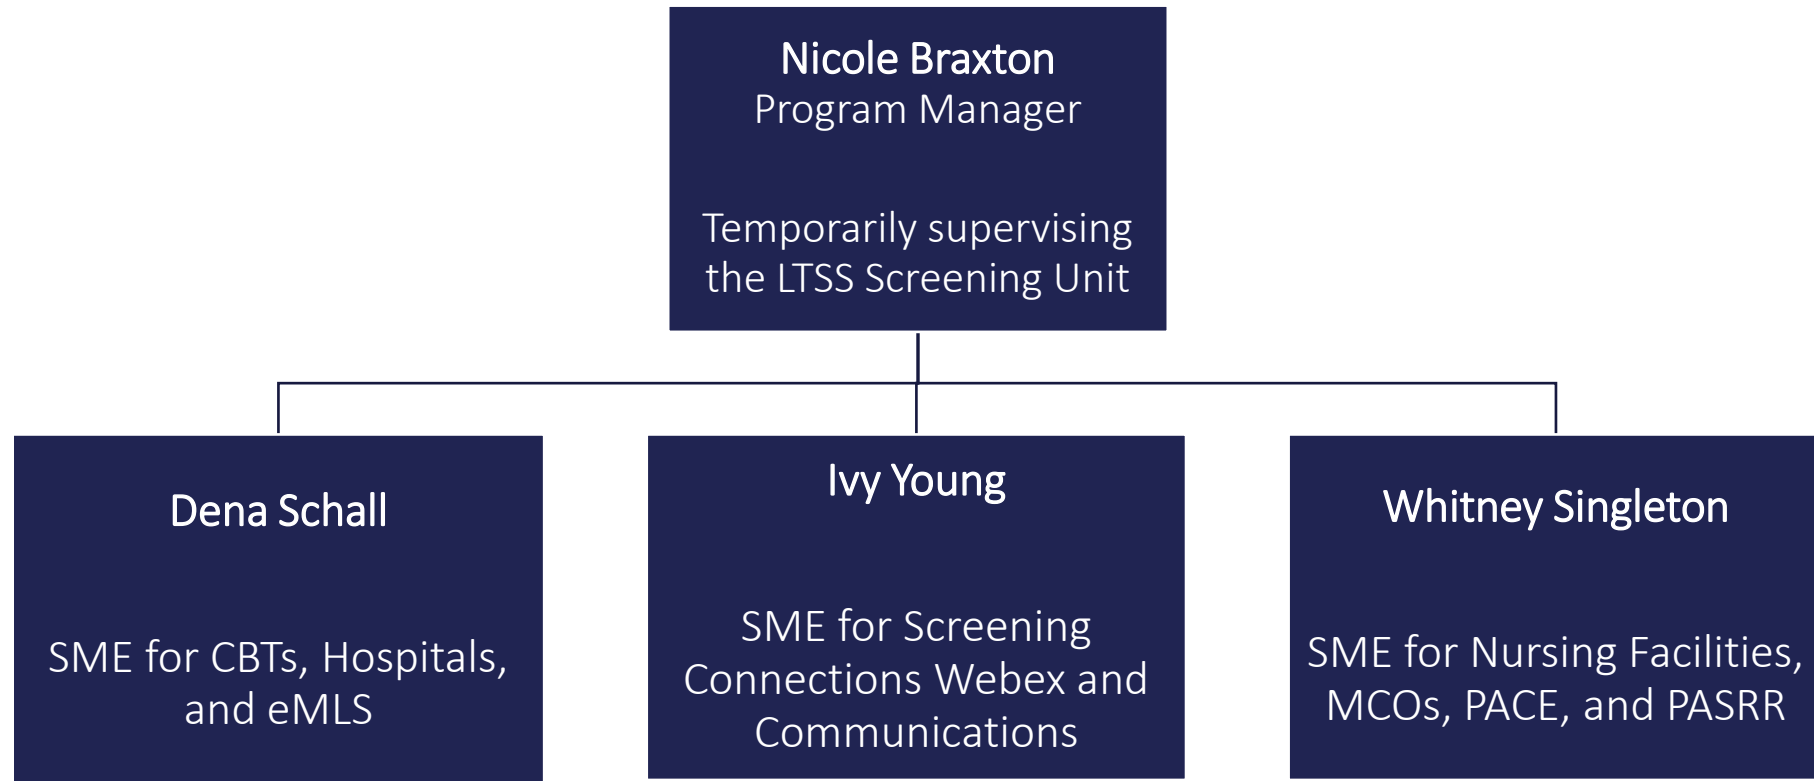 Nicole Braxton
Program Manager
Temporarily supervising
the LTSS Screening Unit
Dena Schall
SME for CBTs, Hospitals,
and eMLS
Ivy Young
SME for Screening
Connections Webex and
Communications
Whitney Singleton
SME for Nursing Facilities,
MCOs, PACE, and PASRR